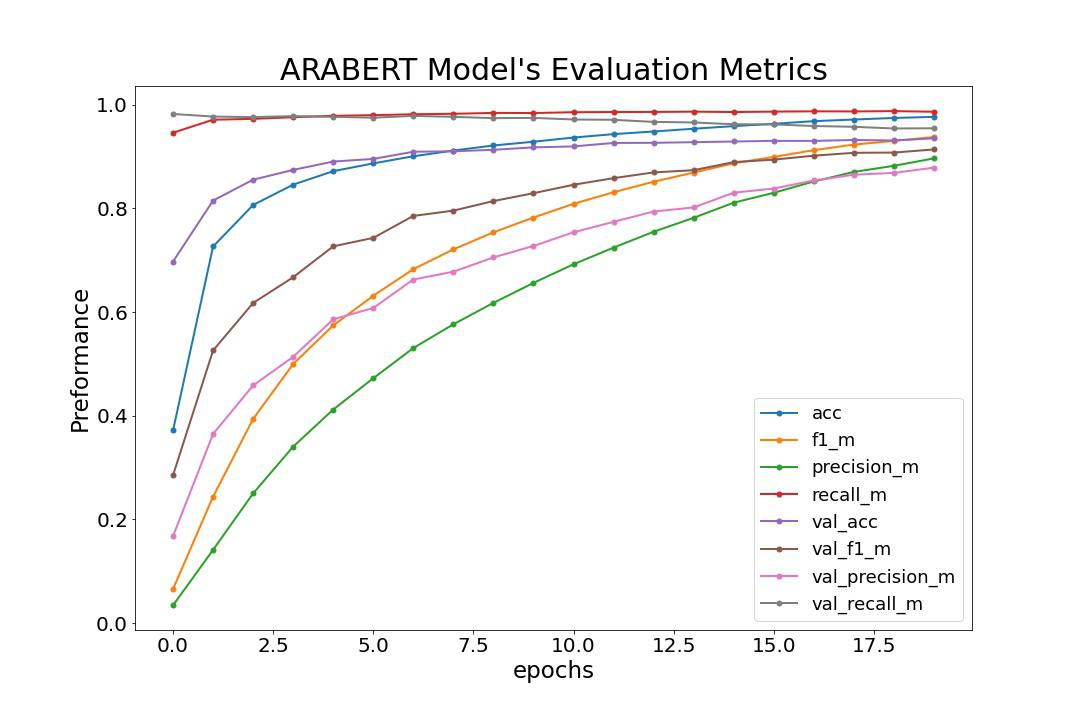 ARABERT Model's Evaluation Metrics
Preformance
1.0
0.8
0.6
0.4
0.2
0.0
acc
f1_m
precision_m
recall_m
val_acc
val_f1_m
val_precision_m
val_recall_m
0.0 2.5 5.0 7.5 10.0 12.5 15.0 17.5
epochs